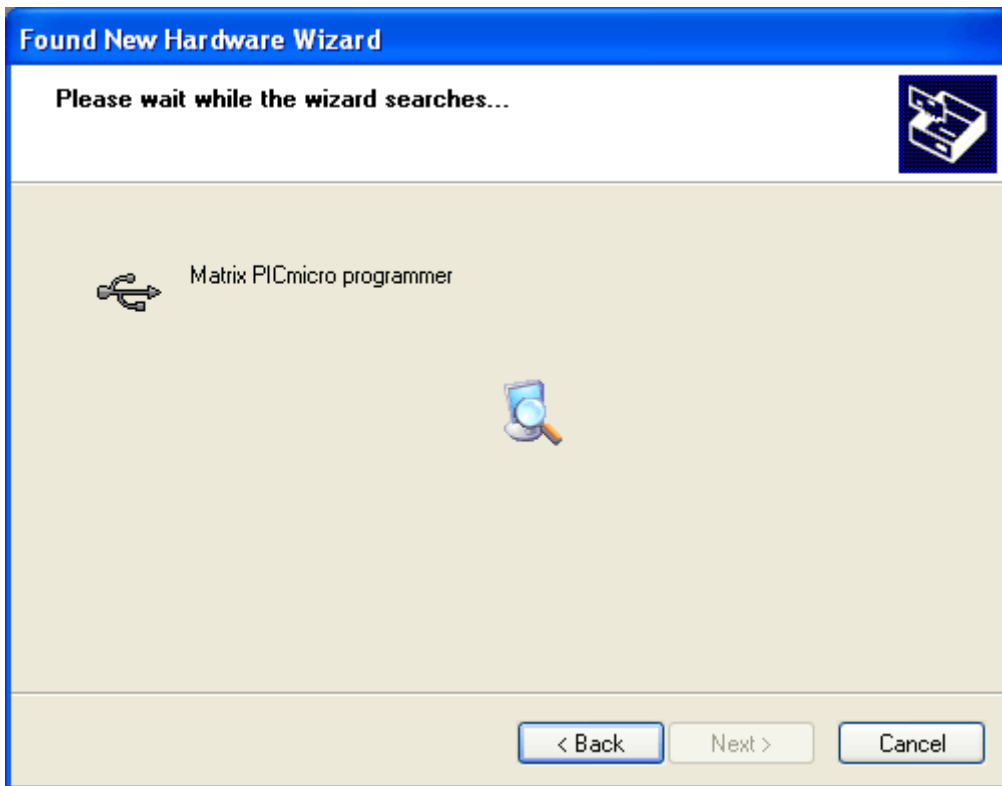 Found New Hardware Wizard
Please wait while the wizard searches...
Matrix PICmicro programmer
< Back
Next >
Cancel